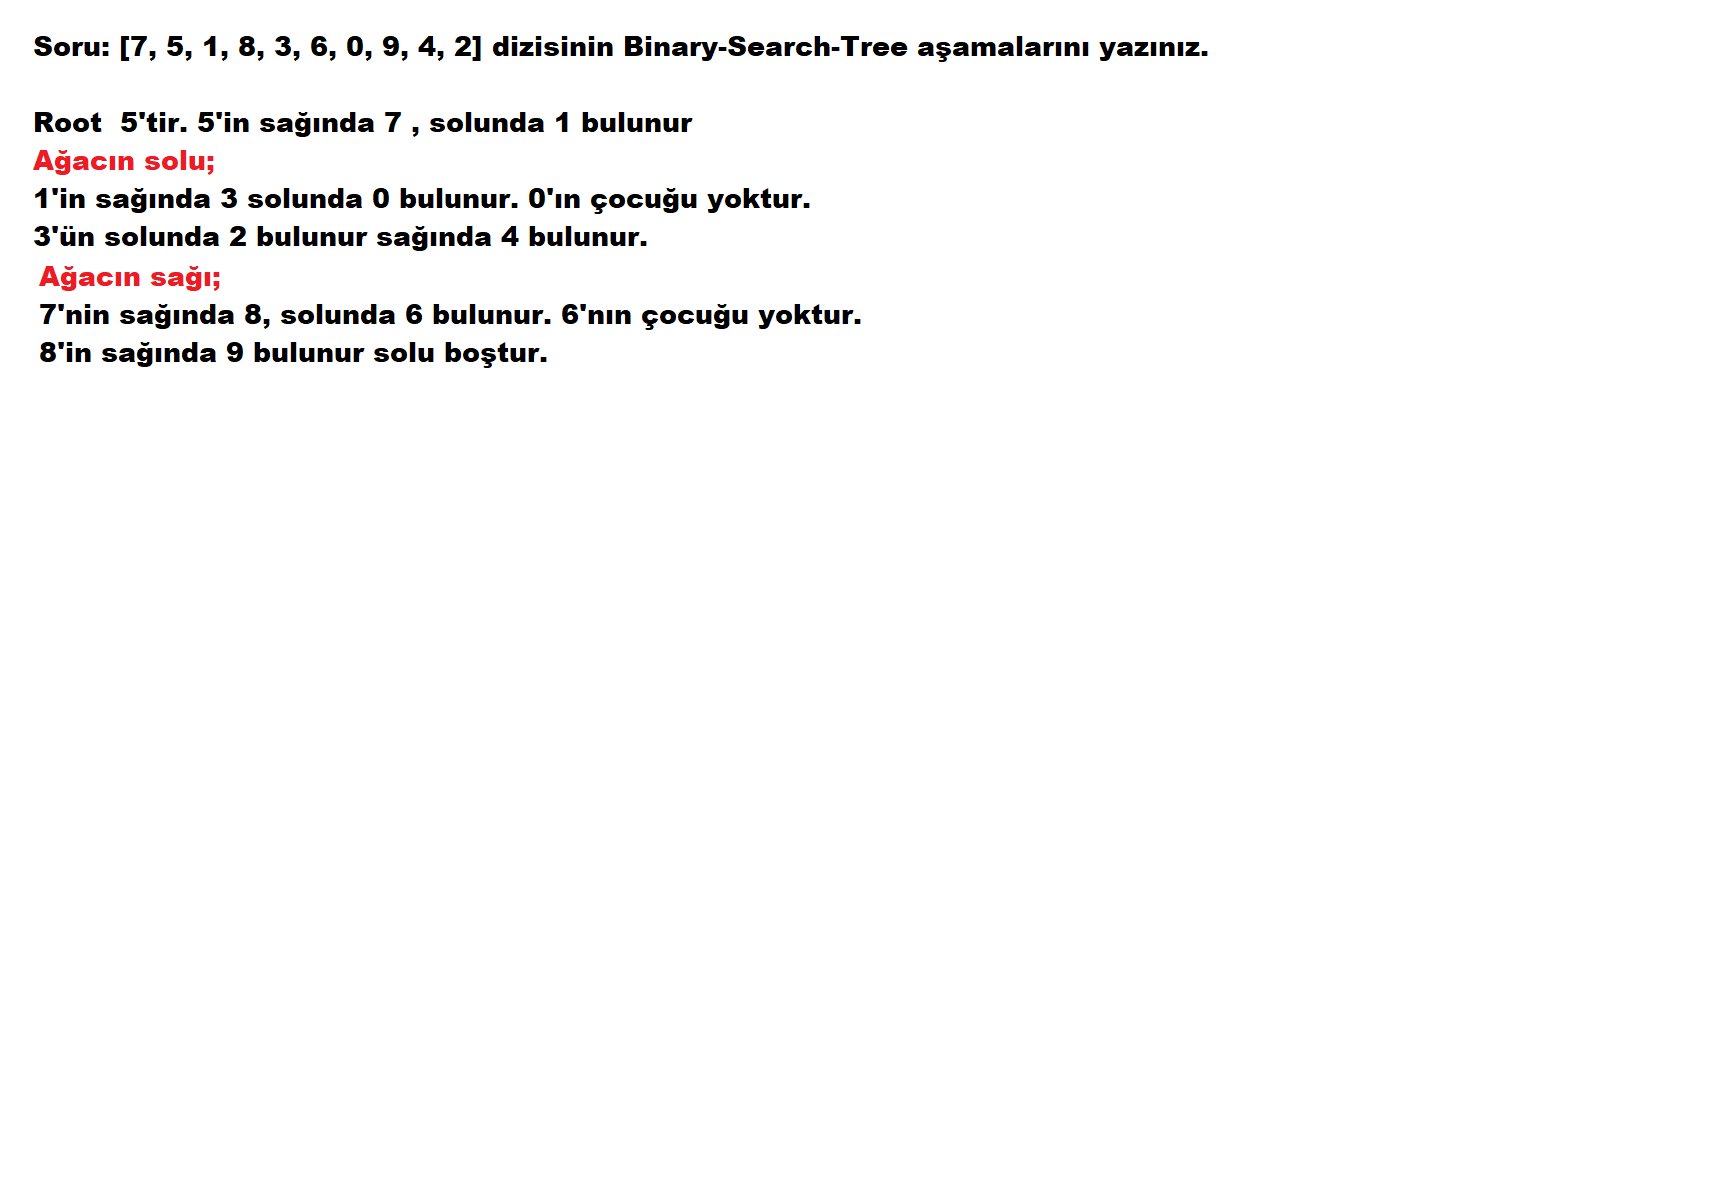 Soru: [7, 5, 1, 8, 3, 6, 0, 9, 4, 2] dizisinin Binary-Search-Tree aşamalarını yazınız.
Root  5'tir. 5'in sağında 7 , solunda 1 bulunur
Ağacın solu;
1'in sağında 3 solunda 0 bulunur. 0'ın çocuğu yoktur.
3'ün solunda 2 bulunur sağında 4 bulunur.
Ağacın sağı;
7'nin sağında 8, solunda 6 bulunur. 6'nın çocuğu yoktur.
8'in sağında 9 bulunur solu boştur.